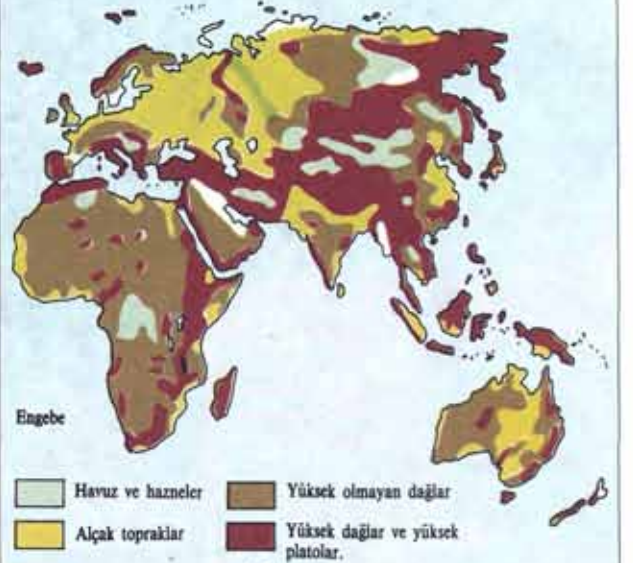 Engebe
Havuz ve hazneler
Yüksek olmayan dağlar
Alçak topraklar
Yüksek dağlar ve yüksek
platolar.